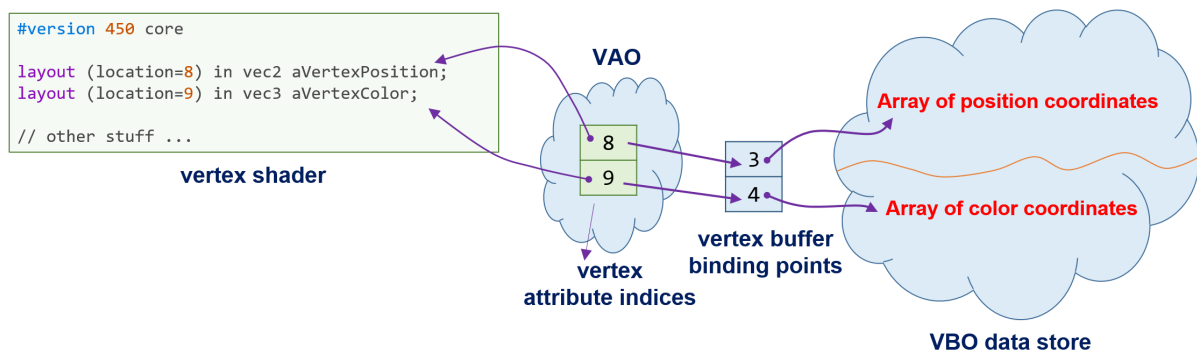 #version 450 core
layout (location=8) in vec2 aVertexPosition;
layout (location=9) in vec3 aVertexColor;
// other stuff ...
vertex shader
VAO
8
9
vertex
attribute indices
3
4
vertex buffer
binding points
Array of position coordinates
Array of color coordinates
VBO data store